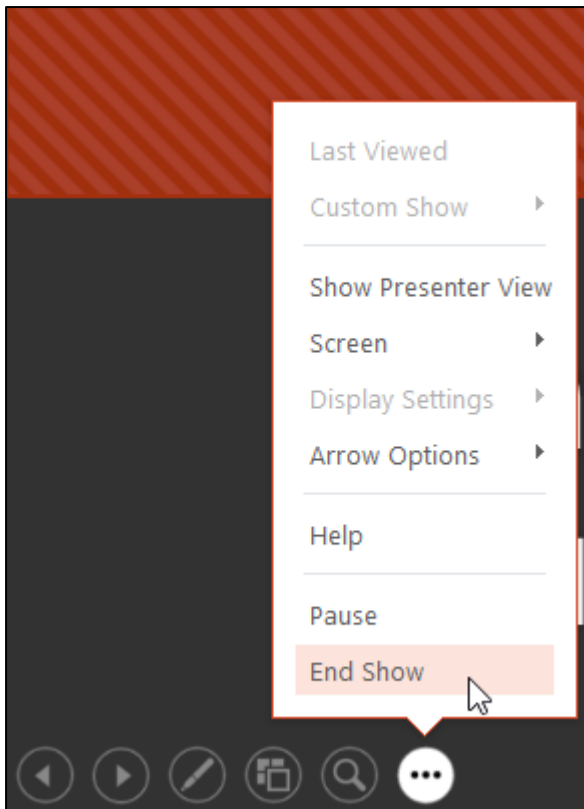 Last Viewed
Custom Show
Show Presenter View
Screen
Display Settings
Arrow Options
Help
Pause
End Show